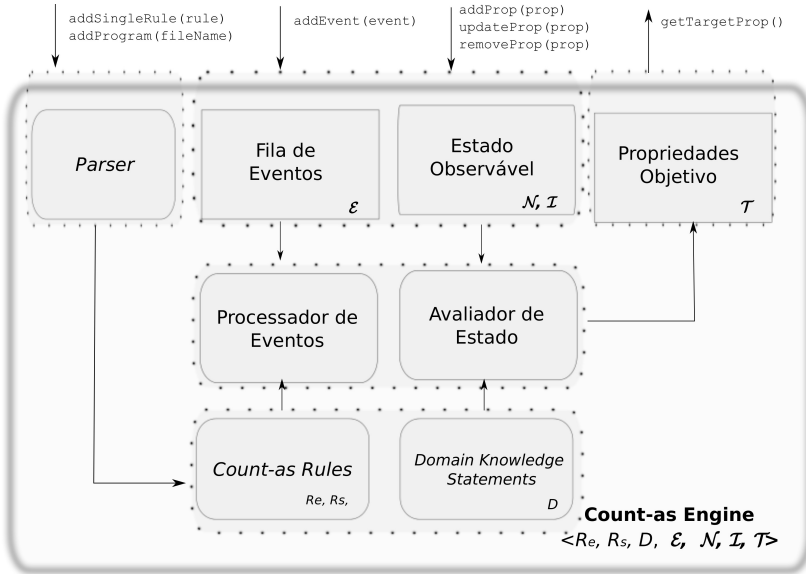 addSingleRule(rule)
addProgram(fileName)
addEvent(event)
addProp(prop)
updateProp(prop)
removeProp(prop)
getTargetProp()
Parser
Fila de
Eventos
ℰ
Estado
Observável
𝒩, ℐ
Propriedades
Objetivo
𝒯
Processador de
Eventos
Avaliador de
Estado
Count-as Rules
Re, Rs,
Domain Knowledge
Statements
D
Count-as Engine
<Re, Rs, D, ℰ, 𝒩, ℐ, 𝒯>